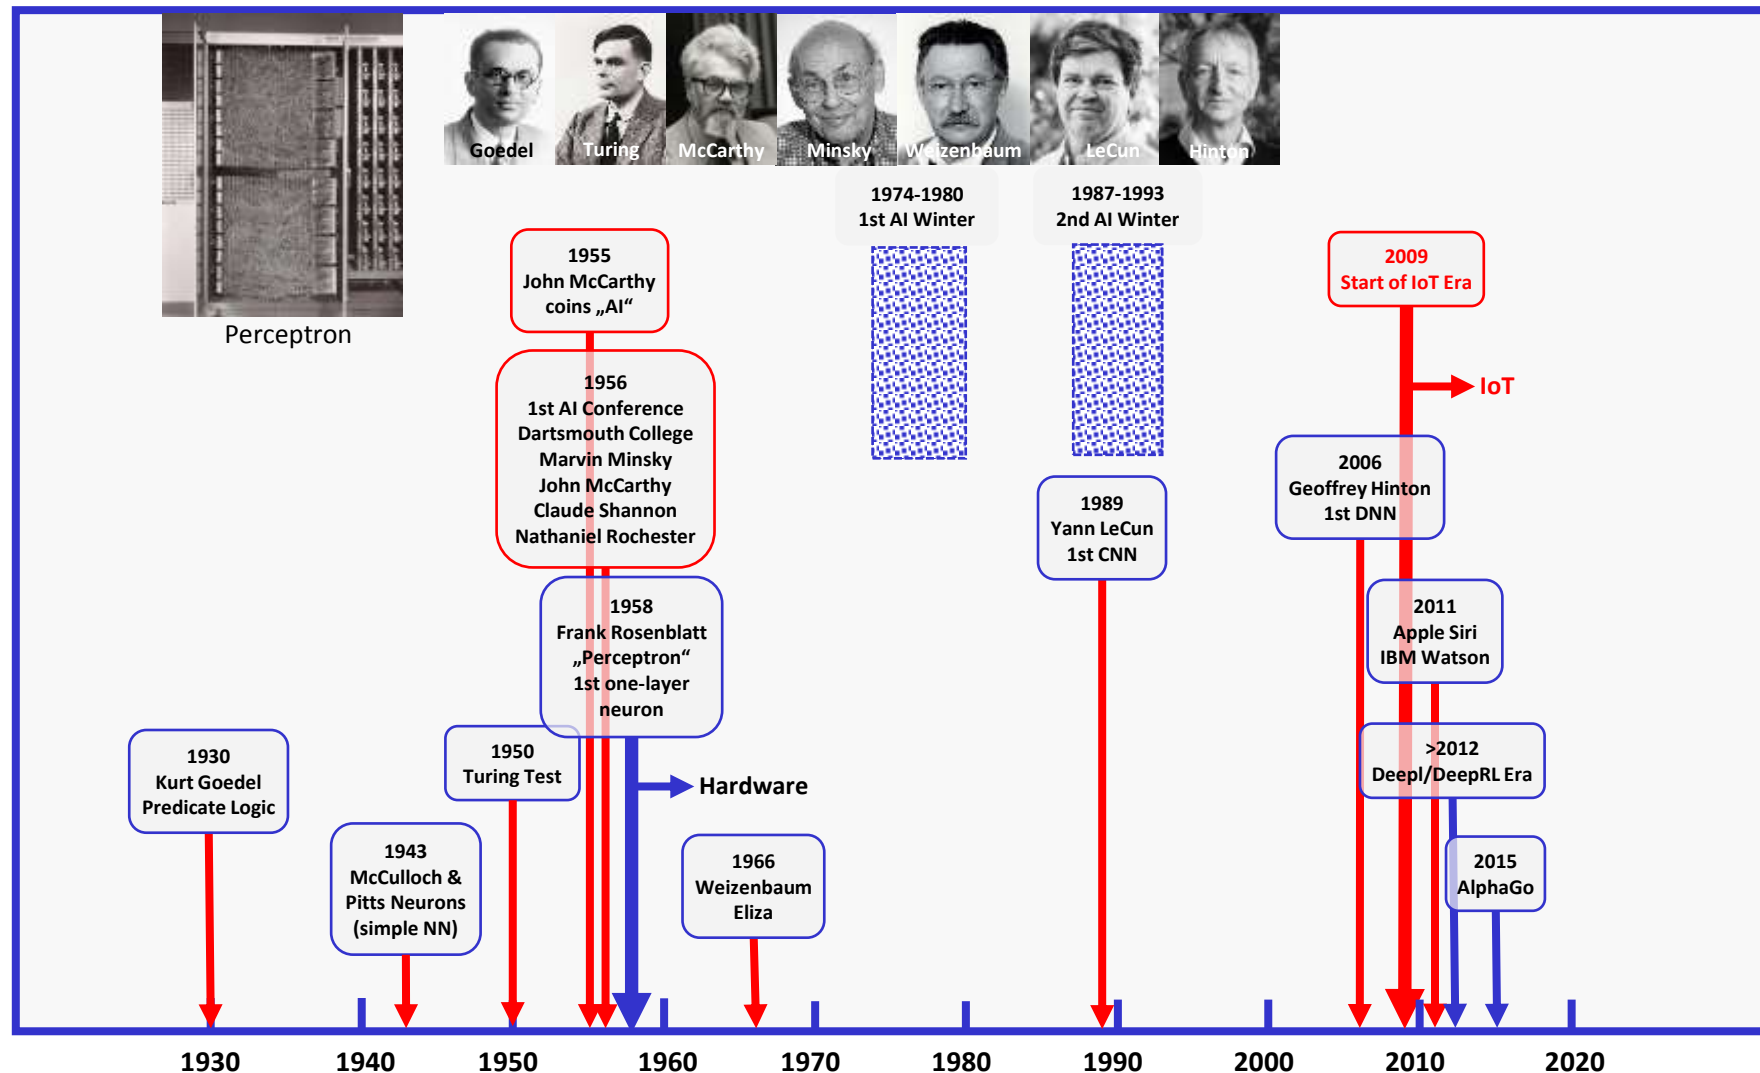 Goedel
Turing
McCarthy
Minsky
Weizenbaum
LeCun
Hinton
Perceptron
1974-1980
1st AI Winter
1987-1993
2nd AI Winter
1955
John McCarthy
coins „AI“
2009
Start of IoT Era
IoT
1956
1st AI Conference
Dartsmouth College
Marvin Minsky
John McCarthy
Claude Shannon
Nathaniel Rochester
2006
Geoffrey Hinton
1st DNN
1989
Yann LeCun
1st CNN
1958
Frank Rosenblatt
„Perceptron“
1st one-layer
neuron
2011
Apple Siri
IBM Watson
1930
Kurt Goedel
Predicate Logic
1950
Turing Test
Hardware
>2012
Deepl/DeepRL Era
1943
McCulloch &
Pitts Neurons
(simple NN)
1966
Weizenbaum
Eliza
2015
AlphaGo
1930
1940
1950
1960
1970
1980
1990
2000
2010
2020